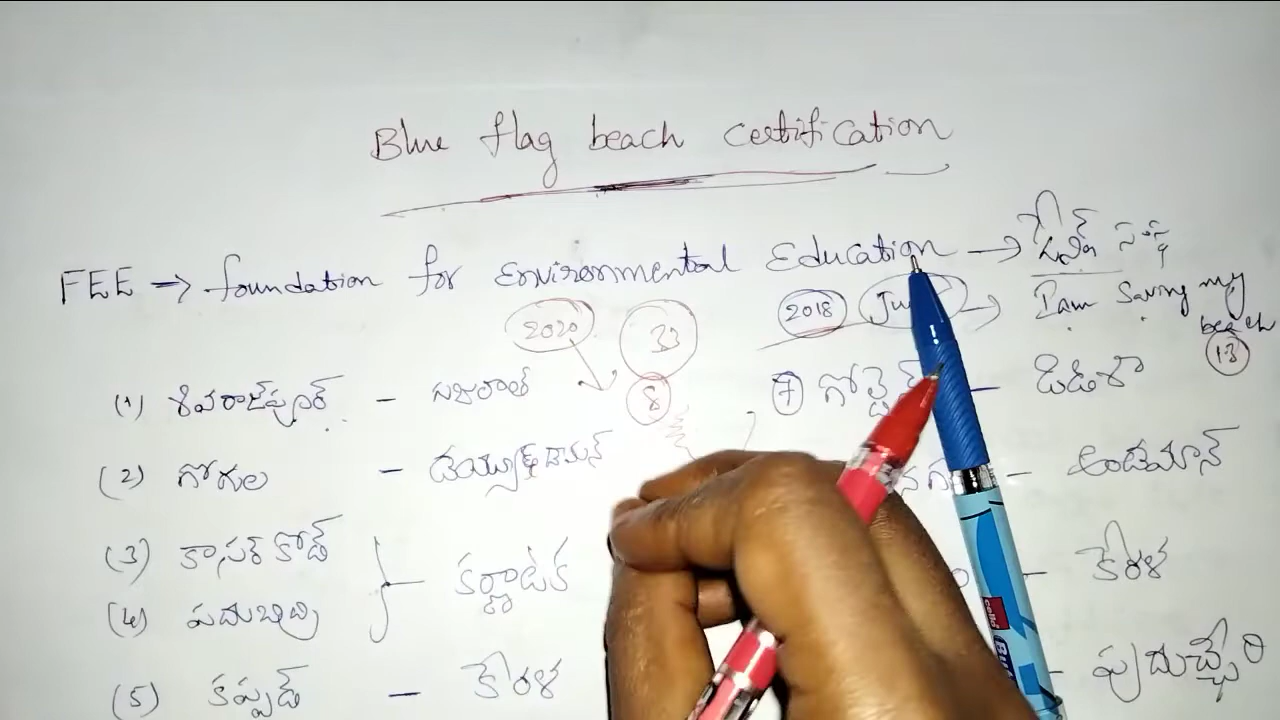 Blue flag beach certification
FEE → foundation for Environmental Education →
2018 → I am Saving my beach
13
2020 33
8
(1) శివరాజ్‌పూర్ - గుజరాత్
7 గోల్డెన్ - ఒడిశా
(2) గోగుల - డయ్యు & డామన్
- అండమాన్
(3) కాసర్ కోడ్
(4) పదుబిద్రి
} - కర్ణాటక
- కేరళ
(5) కప్పడ్ - కేరళ
పుదుచ్చేరి
cello